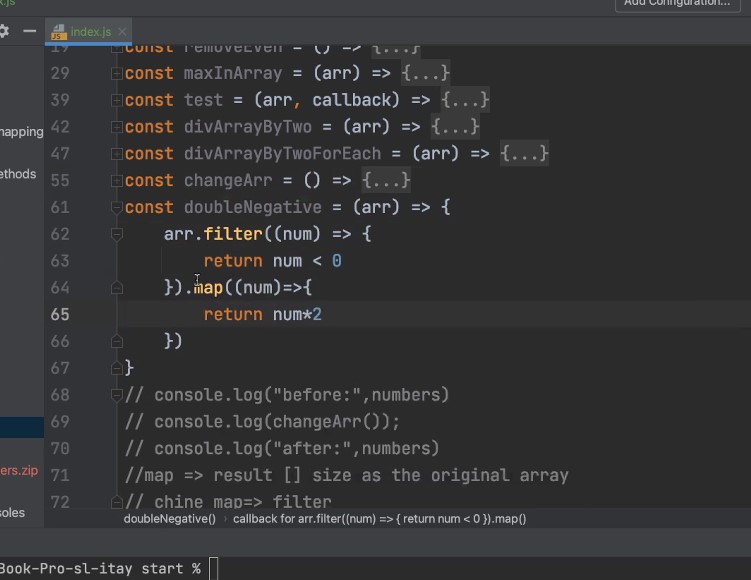 .js
Add Configuration...
index.js
19 const removeEven = () => {...}
29 const maxInArray = (arr) => {...}
39 const test = (arr, callback) => {...}
42 const divArrayByTwo = (arr) => {...}
47 const divArrayByTwoForEach = (arr) => {...}
55 const changeArr = () => {...}
61 const doubleNegative = (arr) => {
62 arr.filter((num) => {
63 return num < 0
64 }).map((num)=>{
65 return num*2
66 })
67 }
68 // console.log("before:",numbers)
69 // console.log(changeArr());
70 // console.log("after:",numbers)
71 //map => result [] size as the original array
72 // chine map=> filter
mapping
ethods
ers.zip
soles
doubleNegative() › callback for arr.filter((num) => { return num < 0 }).map()
Book-Pro-sl-itay start %